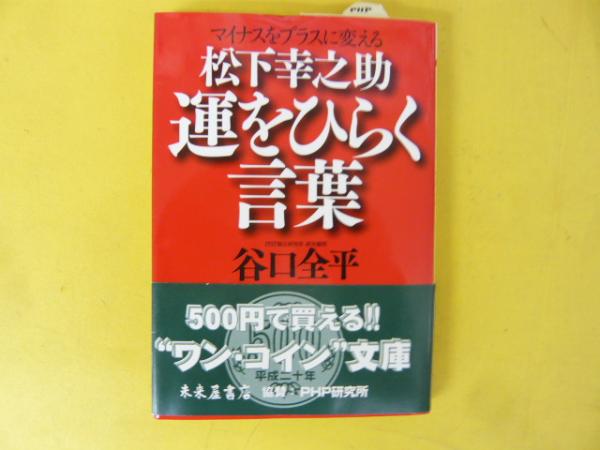 PHP
マイナスをプラスに変える
松下幸之助
運をひらく
言葉
谷口全平
500円で買える!!
“ワン・コイン”文庫
平成二十年
未来屋書店 協賛・PHP研究所